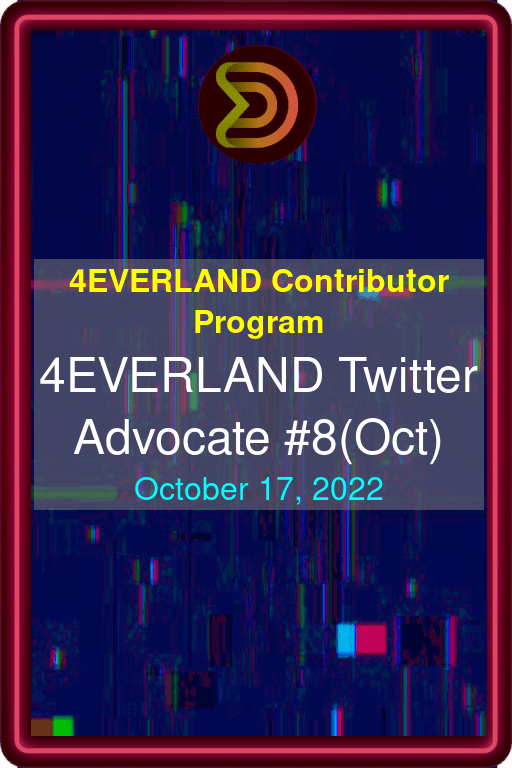 4EVERLAND Contributor
Program
4EVERLAND Twitter
Advocate #8(Oct)
October 17, 2022